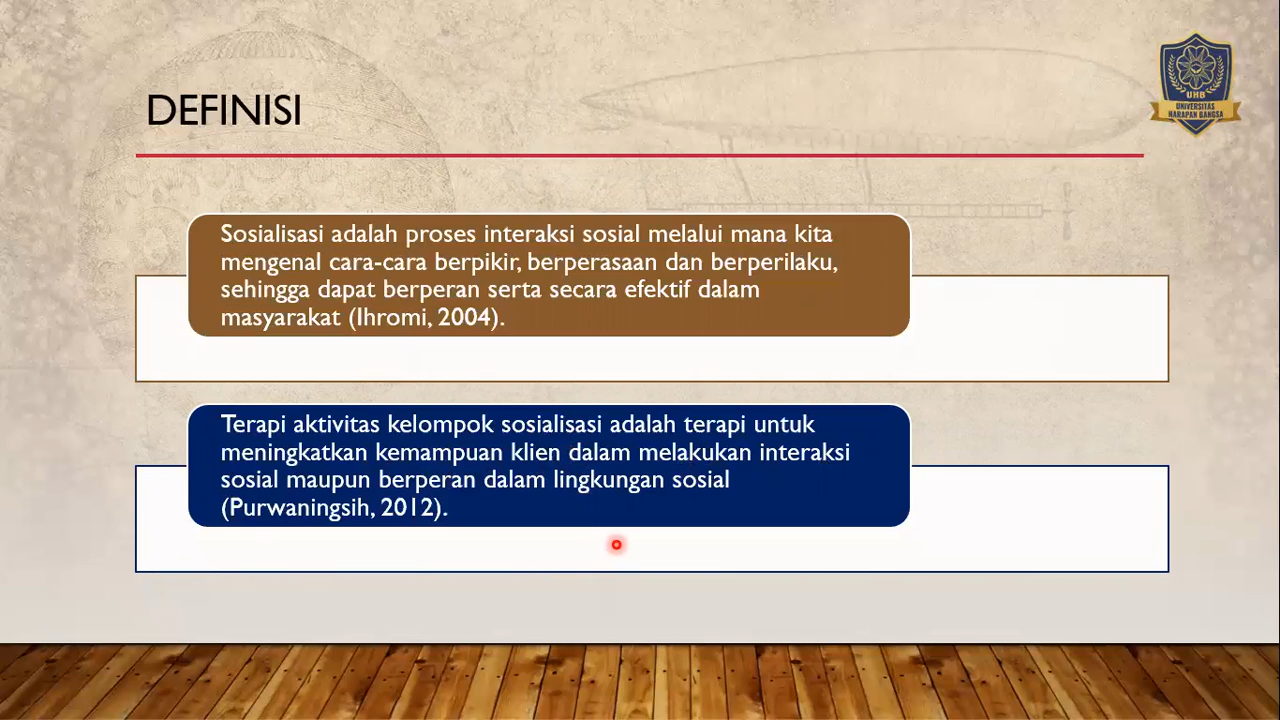 DEFINISI
UHB
UNIVERSITAS
HARAPAN BANGSA
Sosialisasi adalah proses interaksi sosial melalui mana kita
mengenal cara-cara berpikir, berperasaan dan berperilaku,
sehingga dapat berperan serta secara efektif dalam
masyarakat (Ihromi, 2004).
Terapi aktivitas kelompok sosialisasi adalah terapi untuk
meningkatkan kemampuan klien dalam melakukan interaksi
sosial maupun berperan dalam lingkungan sosial
(Purwaningsih, 2012).